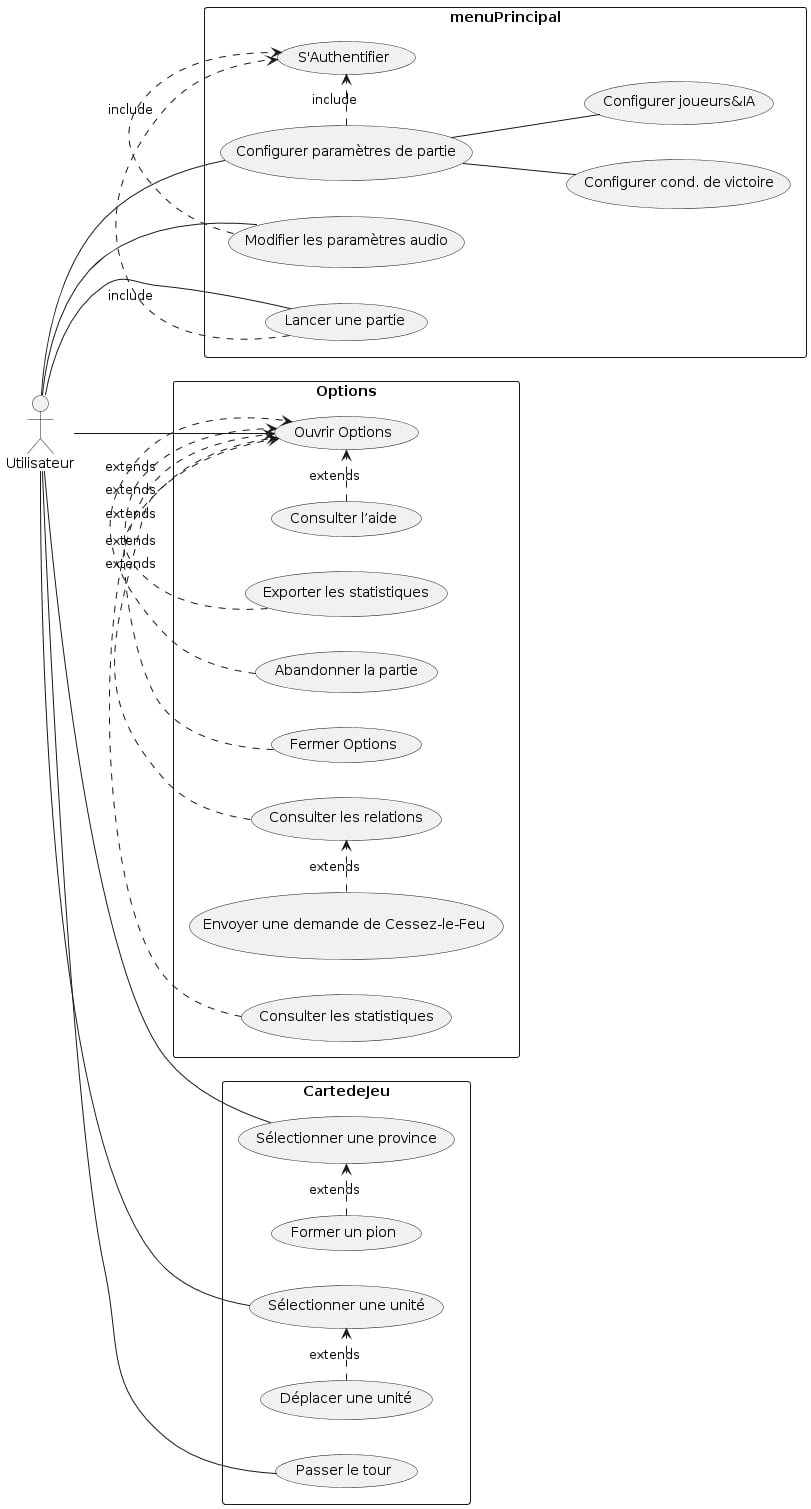 menuPrincipal
S'Authentifier
include
include
Configurer joueurs&IA
Configurer paramètres de partie
Configurer cond. de victoire
Modifier les paramètres audio
include
Lancer une partie
Options
Utilisateur
Ouvrir Options
extends
extends
extends
extends
extends
extends
Consulter l’aide
Exporter les statistiques
Abandonner la partie
Fermer Options
Consulter les relations
extends
Envoyer une demande de Cessez-le-Feu
Consulter les statistiques
CartedeJeu
Sélectionner une province
extends
Former un pion
Sélectionner une unité
extends
Déplacer une unité
Passer le tour